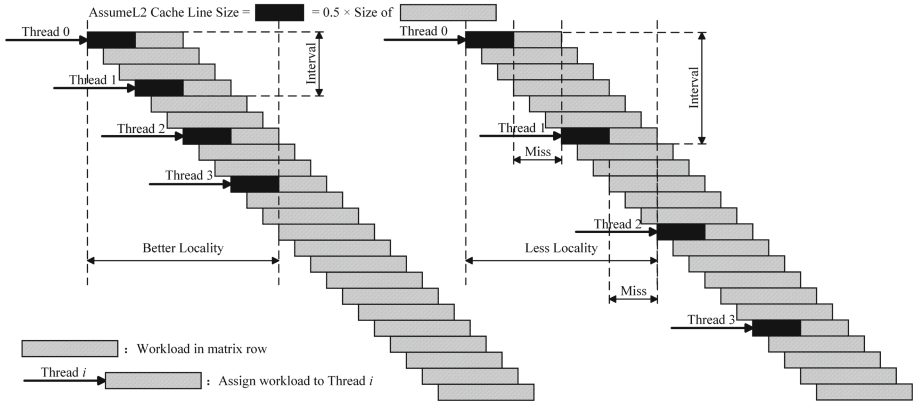 AssumeL2 Cache Line Size = = 0.5 × Size of
Thread 0
Thread 1
Thread 2
Thread 3
Interval
Better Locality
Thread 0
Thread 1
Miss
Interval
Thread 2
Less Locality
Miss
Thread 3
: Workload in matrix row
Thread i
: Assign workload to Thread i